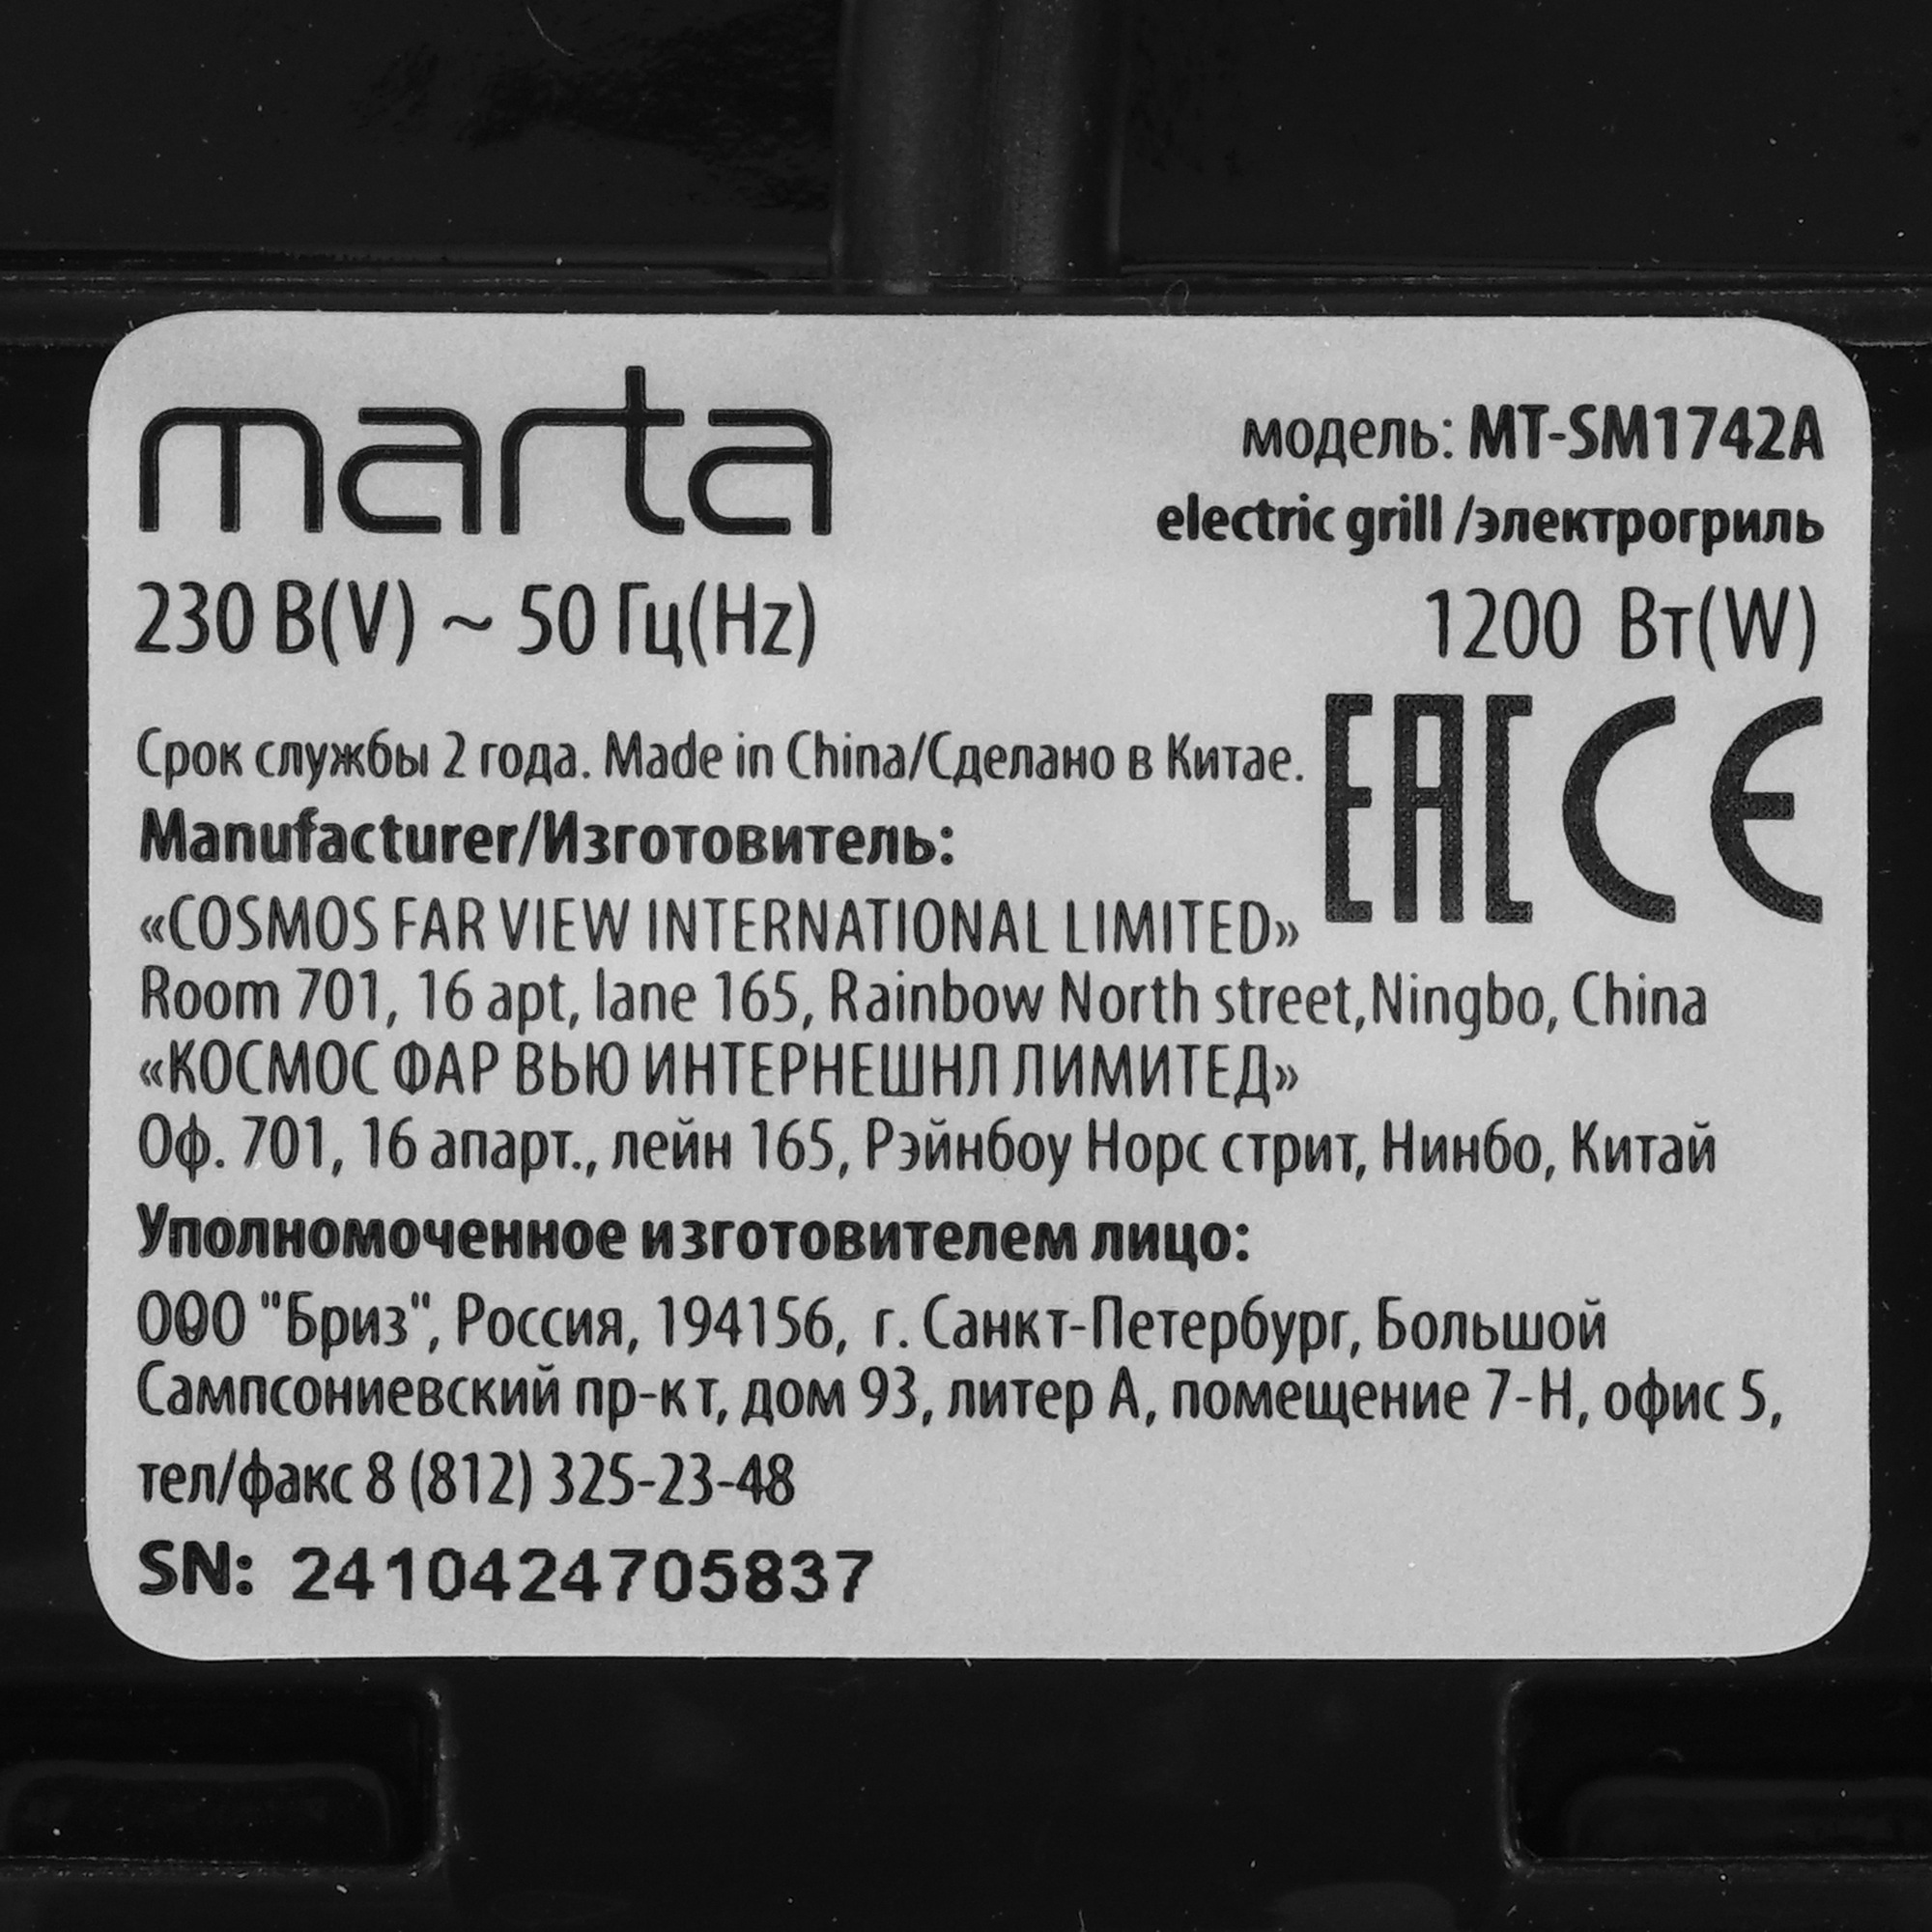 marta
модель: MT-SM1742A
electric grill /электрогриль
230 В(V) ~ 50 Гц(Hz)
1200 Вт(W)
Срок службы 2 года. Made in China/Сделано в Китае.
EAC CE
Manufacturer/Изготовитель:
«COSMOS FAR VIEW INTERNATIONAL LIMITED»
Room 701, 16 apt, lane 165, Rainbow North street,Ningbo, China
«КОСМОС ФАР ВЬЮ ИНТЕРНЕШНЛ ЛИМИТЕД»
Оф. 701, 16 апарт., лейн 165, Рэйнбоу Норс стрит, Нинбо, Китай
Уполномоченное изготовителем лицо:
ООО "Бриз", Россия, 194156, г. Санкт-Петербург, Большой
Сампсониевский пр-кт, дом 93, литер А, помещение 7-Н, офис 5,
тел/факс 8 (812) 325-23-48
SN: 2410424705837